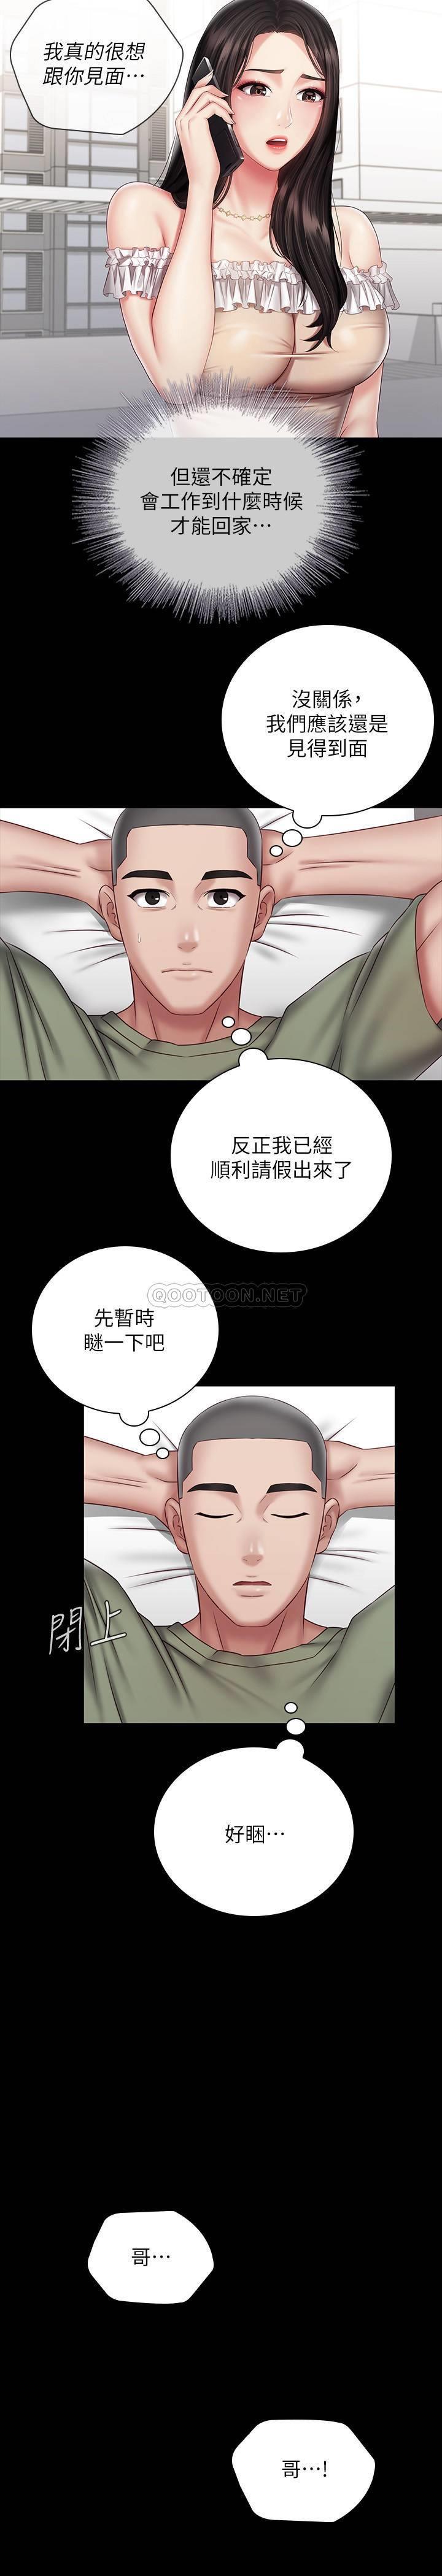 我真的很想
跟你見面…
但還不確定
會工作到什麼時候
才能回家…
沒關係，
我們應該還是
見得到面
反正我已經
順利請假出來了
QOOTOON.NET
先暫時
瞇一下吧
閉上
好睏…
哥…
哥…!